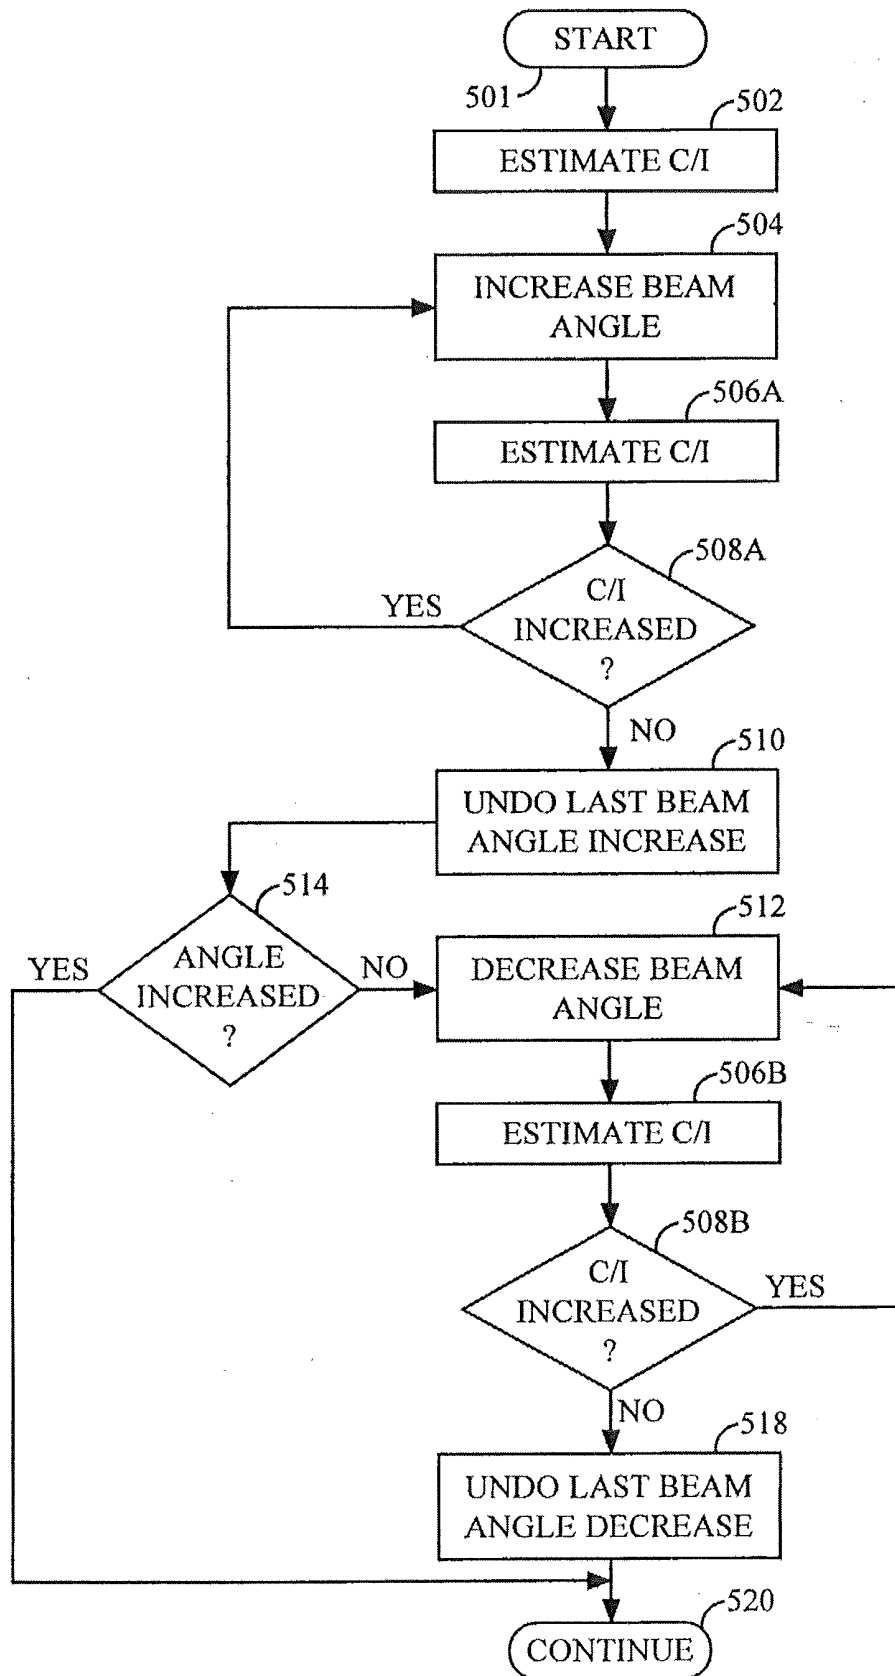 START
501
502
ESTIMATE C/I
504
INCREASE BEAM
ANGLE
506A
ESTIMATE C/I
508A
C/I
INCREASED
?
YES
NO
510
UNDO LAST BEAM
ANGLE INCREASE
514
ANGLE
INCREASED
?
YES
NO
512
DECREASE BEAM
ANGLE
506B
ESTIMATE C/I
508B
C/I
INCREASED
?
YES
NO
518
UNDO LAST BEAM
ANGLE DECREASE
520
CONTINUE